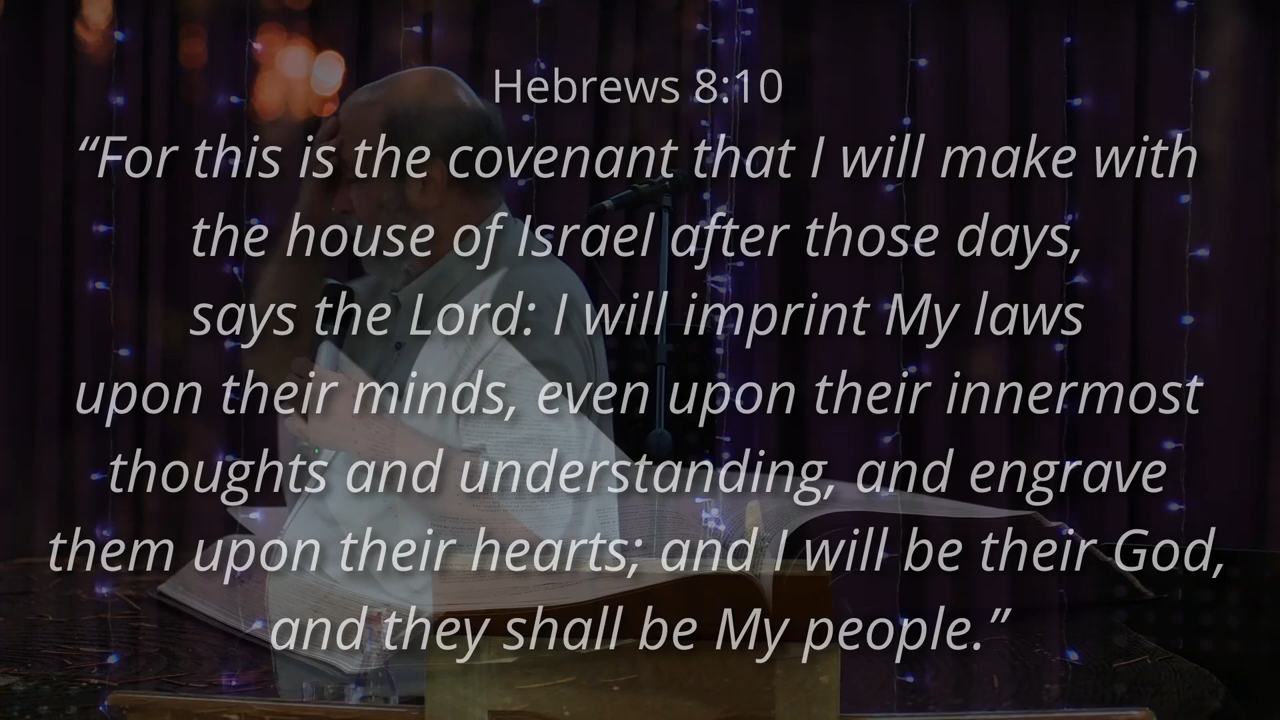 Hebrews 8:10
“For this is the covenant that I will make with
the house of Israel after those days,
says the Lord: I will imprint My laws
upon their minds, even upon their innermost
thoughts and understanding, and engrave
them upon their hearts; and I will be their God,
and they shall be My people.”